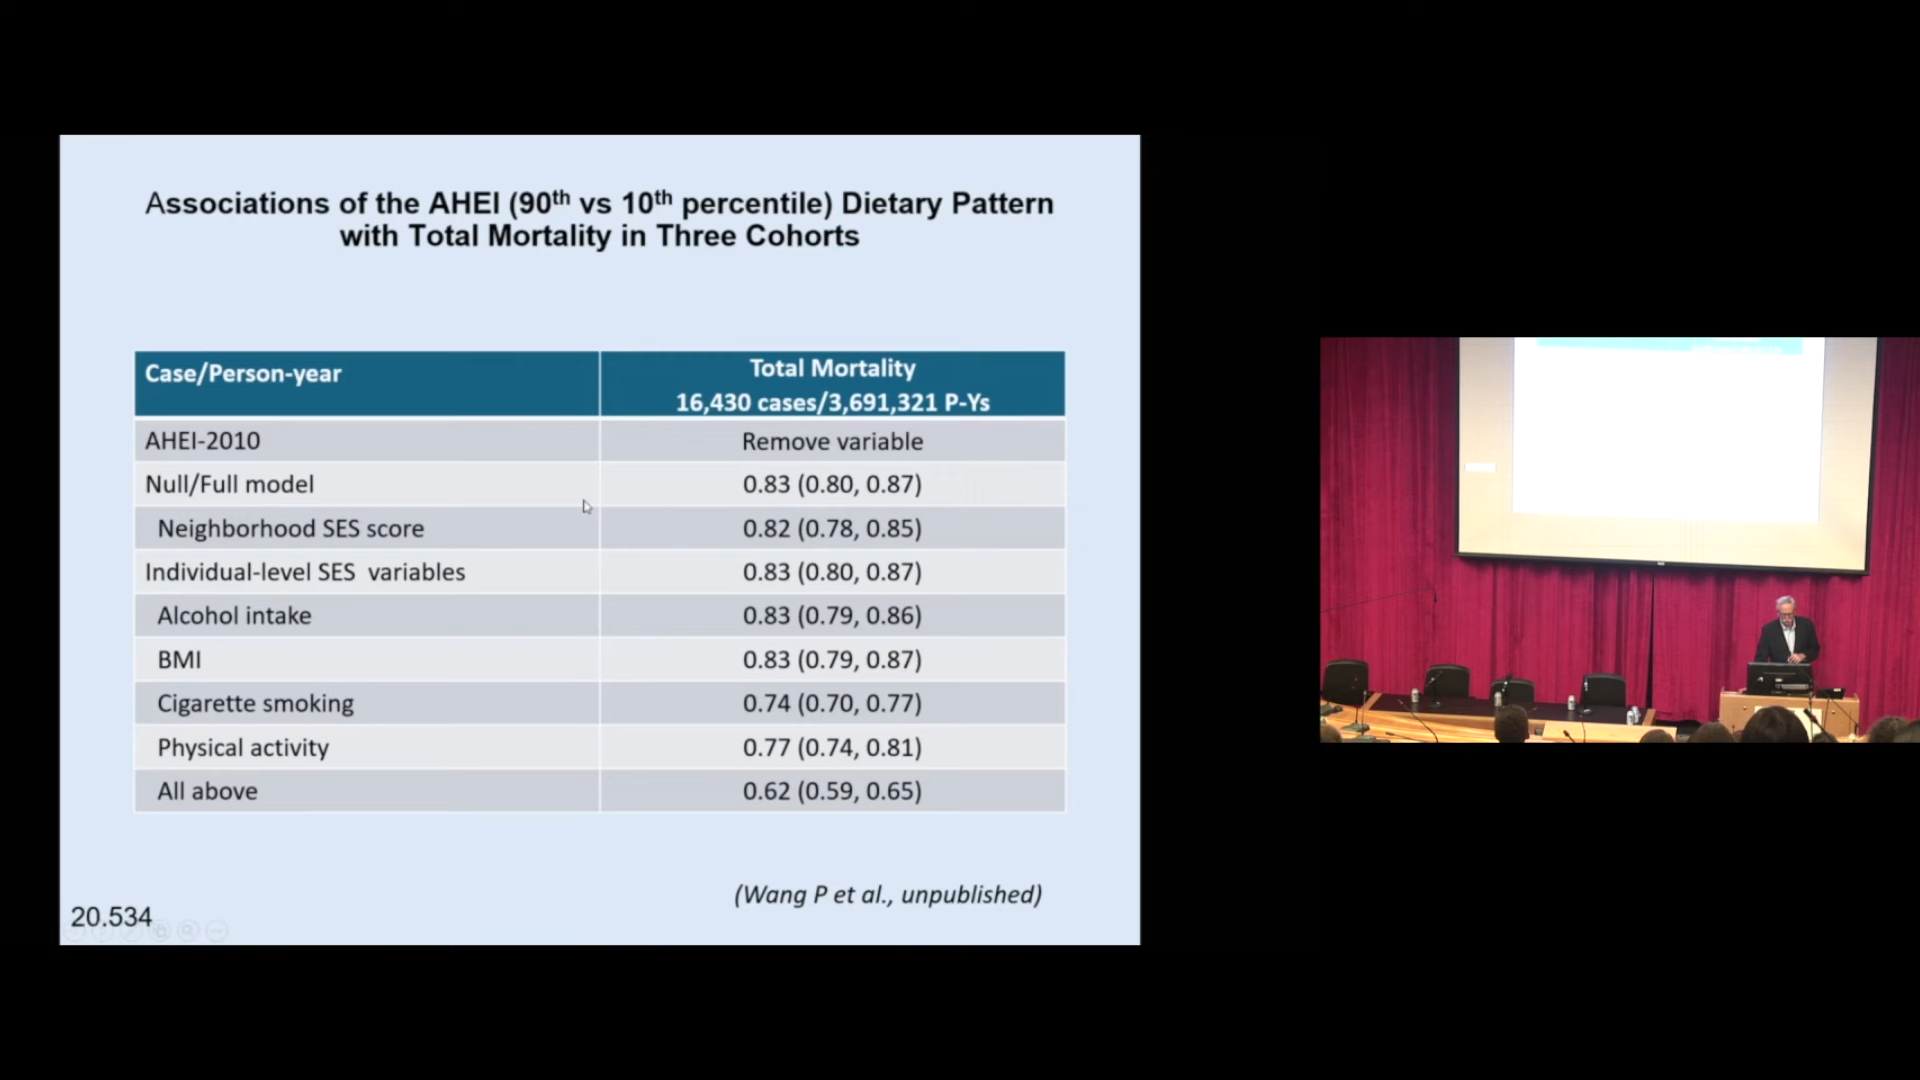 Associations of the AHEI (90th vs 10th percentile) Dietary Pattern
with Total Mortality in Three Cohorts
Case/Person-year
Total Mortality
16,430 cases/3,691,321 P-Ys
AHEI-2010 Remove variable
Null/Full model 0.83 (0.80, 0.87)
Neighborhood SES score 0.82 (0.78, 0.85)
Individual-level SES variables 0.83 (0.80, 0.87)
Alcohol intake 0.83 (0.79, 0.86)
BMI 0.83 (0.79, 0.87)
Cigarette smoking 0.74 (0.70, 0.77)
Physical activity 0.77 (0.74, 0.81)
All above 0.62 (0.59, 0.65)
(Wang P et al., unpublished)
20.534